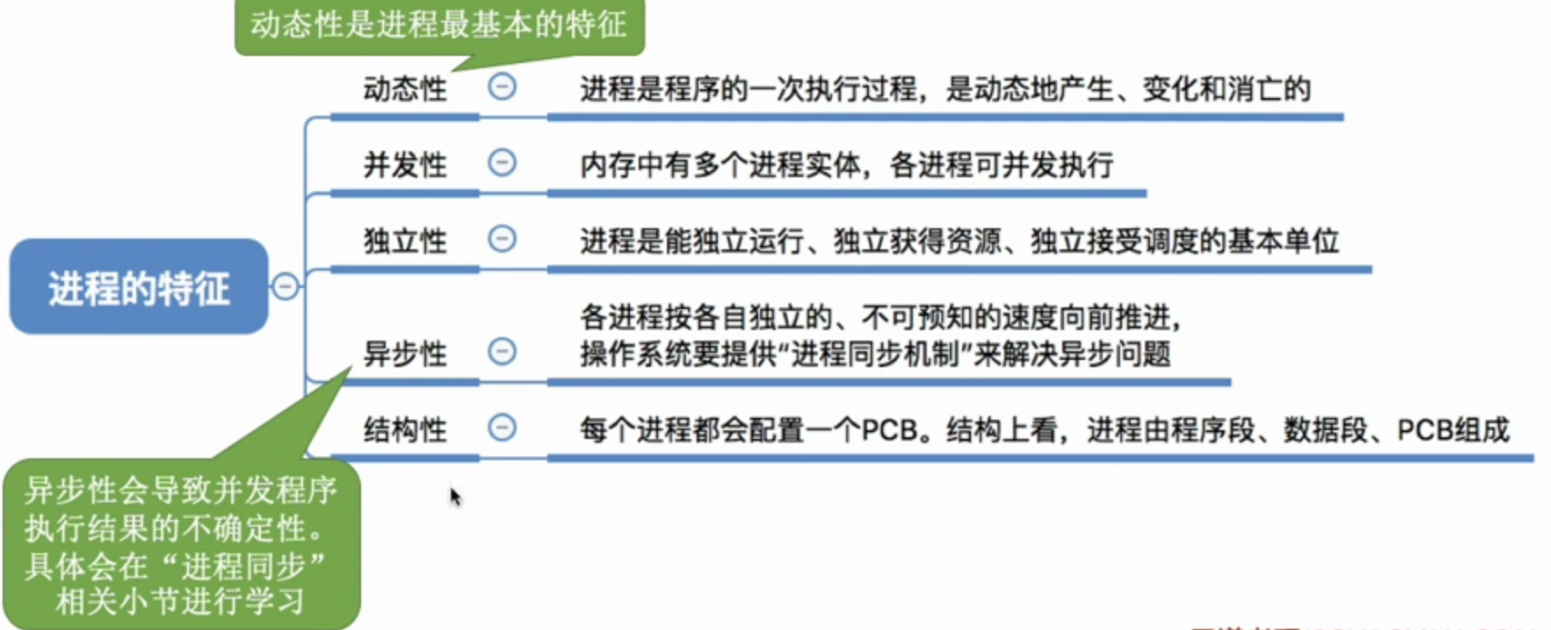 动态性是进程最基本的特征
动态性
进程是程序的一次执行过程，是动态地产生、变化和消亡的
并发性
内存中有多个进程实体，各进程可并发执行
独立性
进程是能独立运行、独立获得资源、独立接受调度的基本单位
进程的特征
异步性
各进程按各自独立的、不可预知的速度向前推进，
操作系统要提供“进程同步机制”来解决异步问题
结构性
每个进程都会配置一个PCB。结构上看，进程由程序段、数据段、PCB组成
异步性会导致并发程序
执行结果的不确定性。
具体会在“进程同步”
相关小节进行学习